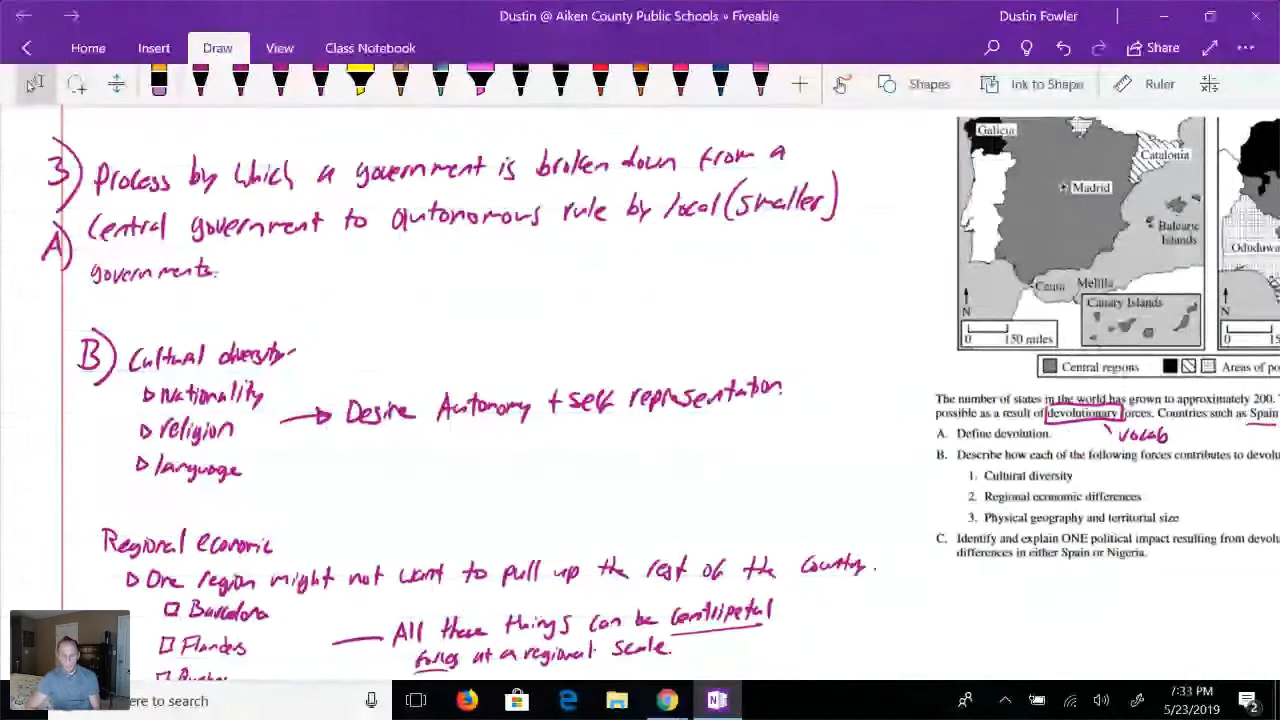 Dustin @ Aiken County Public Schools » Fiveable
Dustin Fowler
Home Insert Draw View Class Notebook
Share
Shapes Ink to Shape Ruler
3) Process by which a government is broken down from a
central government to autonomous rule by local (smaller)
A)
governments.
B) Cultural diversity
Nationality
religion
language
Desire Autonomy + self representation.
Regional economic
One region might not want to pull up the rest of the country.
Barcelona
Flanders
All these things can be centripetal
forces at a regional scale.
Galicia
Catalonia
Madrid
Balearic
Islands
Ceuta Melilla
Canary Islands
N
0 150 miles
Oduduwa
N
0 15
Central regions
Areas of po
The number of states in the world has grown to approximately 200.
possible as a result of devolutionary forces. Countries such as Spain
vocab
A. Define devolution.
B. Describe how each of the following forces contributes to devolu
1. Cultural diversity
2. Regional economic differences
3. Physical geography and territorial size
C. Identify and explain ONE political impact resulting from devolu
differences in either Spain or Nigeria.
ere to search
7:33 PM
5/23/2019
2